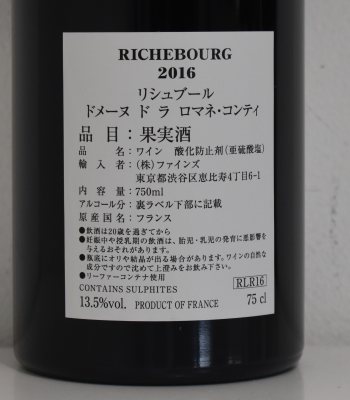 RICHEBOURG
2016
リシュブール
ドメーヌ ド ラ ロマネ・コンティ
品 目:果実酒
品 名:ワイン 酸化防止剤(亜硫酸塩)
輸 入 者:(株)ファインズ
東京都渋谷区恵比寿4丁目6-1
内 容 量:750ml
アルコール分:裏ラベル下部に記載
原 産 国 名:フランス
●飲酒は20歳を過ぎてから
●妊娠中や授乳期の飲酒は、胎児・乳児の発育に悪影響を
与えるおそれがあります。
●瓶底にオリや結晶が出る場合があります。ワインの自然な
成分ですので沈めて上澄みをお飲み下さい。
●リーファーコンテナ使用
CONTAINS SULPHITES RLR16
13.5%vol. PRODUCT OF FRANCE 75 cl